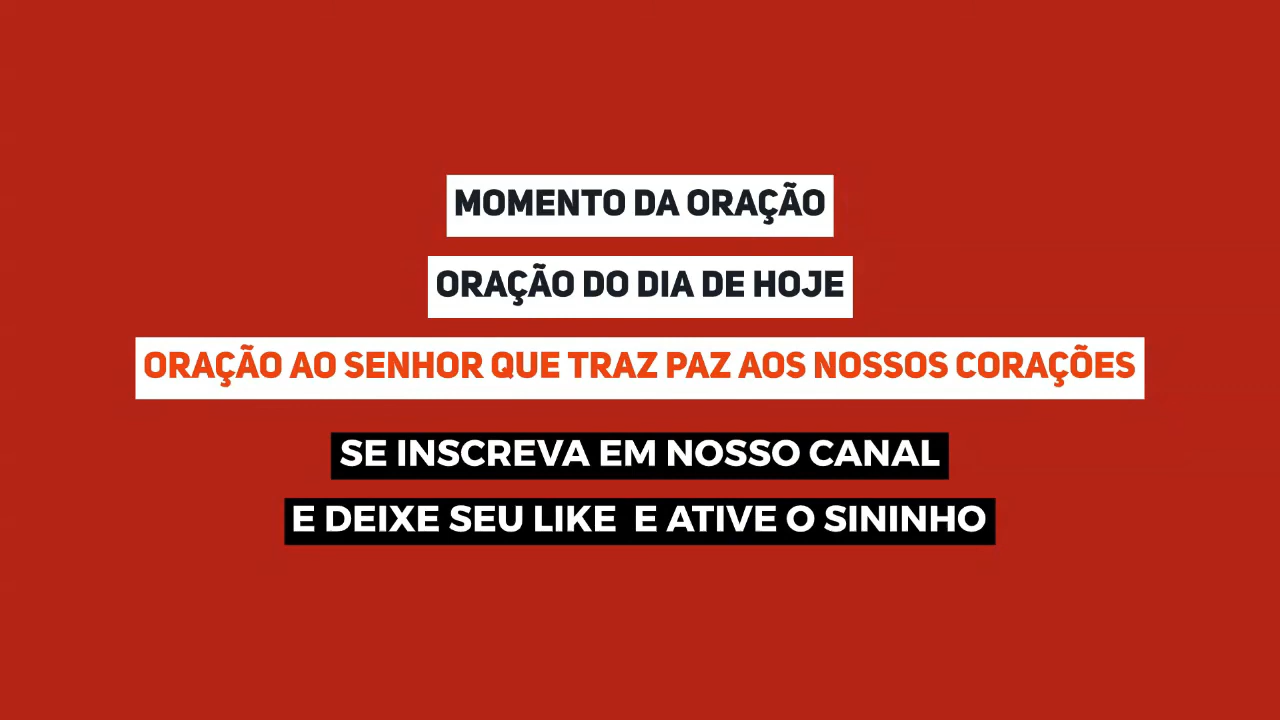 MOMENTO DA ORAÇÃO
ORAÇÃO DO DIA DE HOJE
ORAÇÃO AO SENHOR QUE TRAZ PAZ AOS NOSSOS CORAÇÕES
SE INSCREVA EM NOSSO CANAL
E DEIXE SEU LIKE  E ATIVE O SININHO